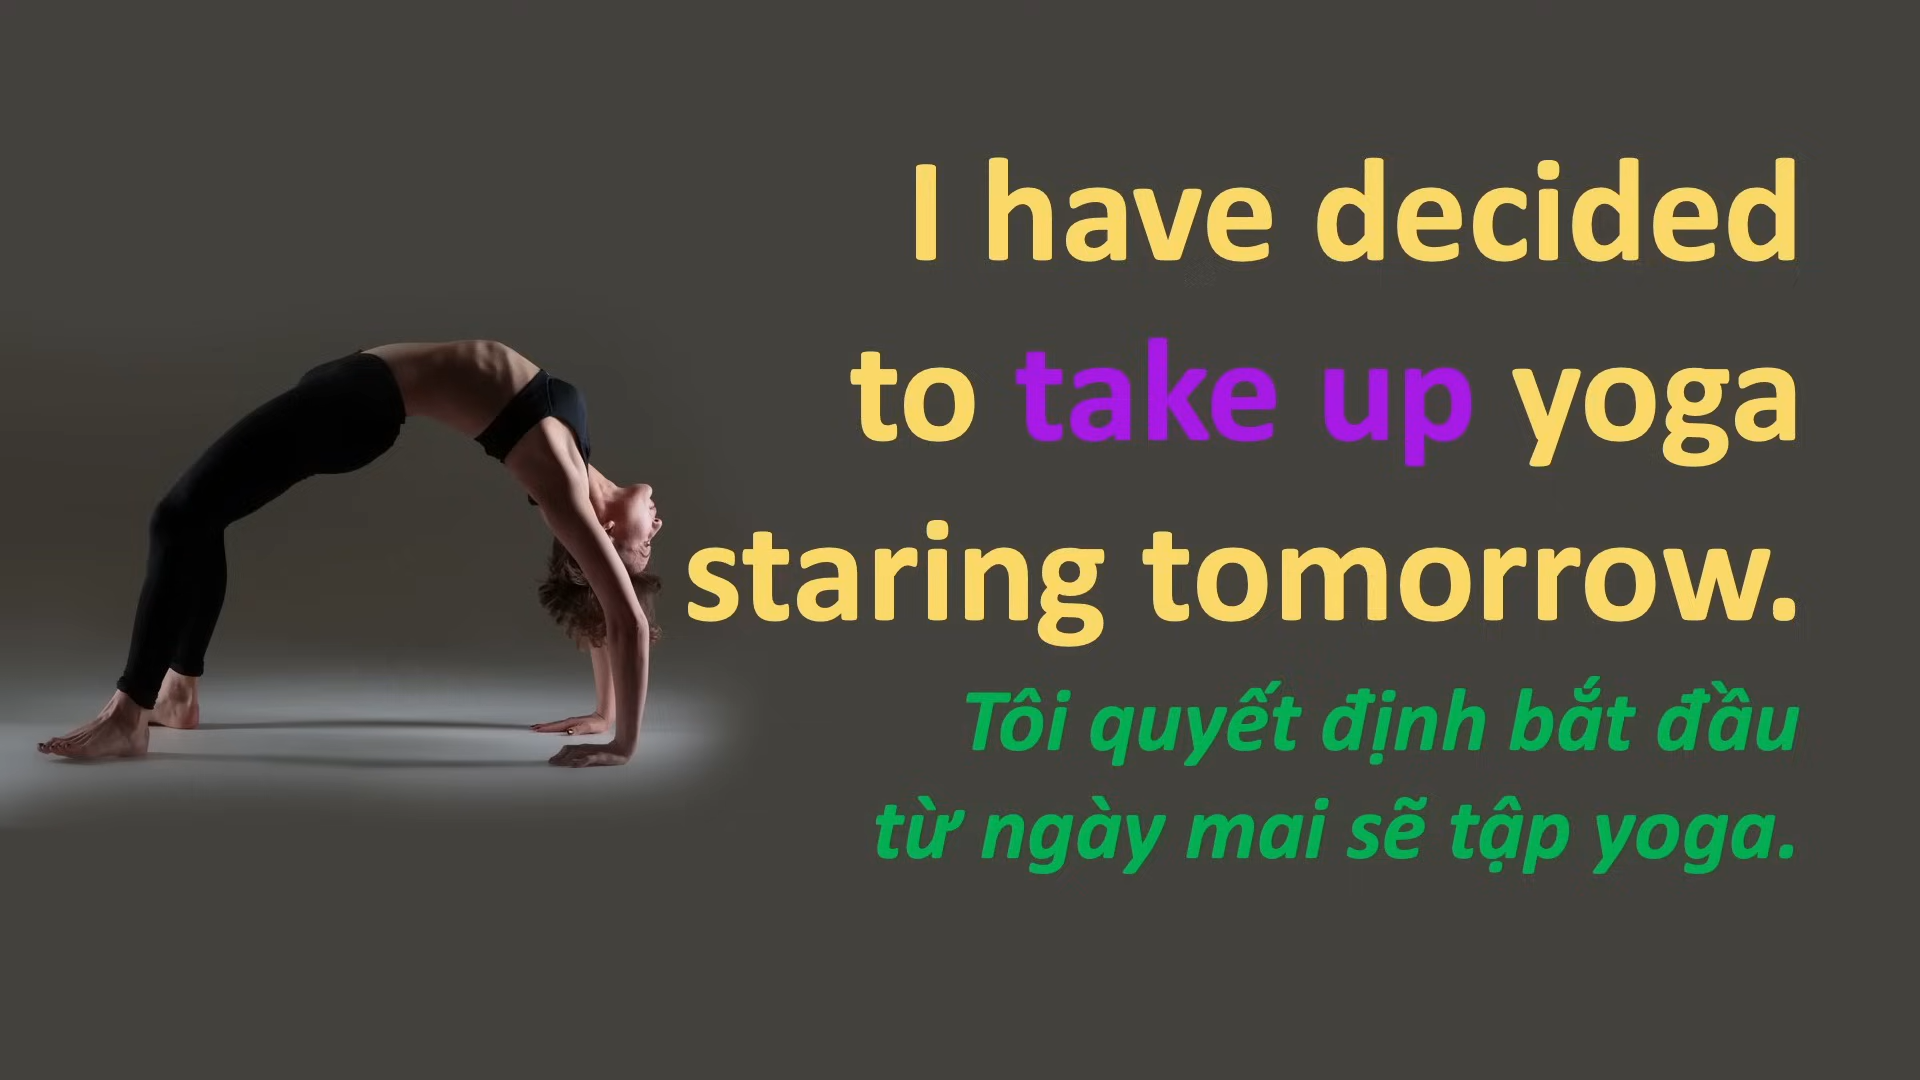 I have decided
to take up yoga
staring tomorrow.
Tôi quyết định bắt đầu
từ ngày mai sẽ tập yoga.